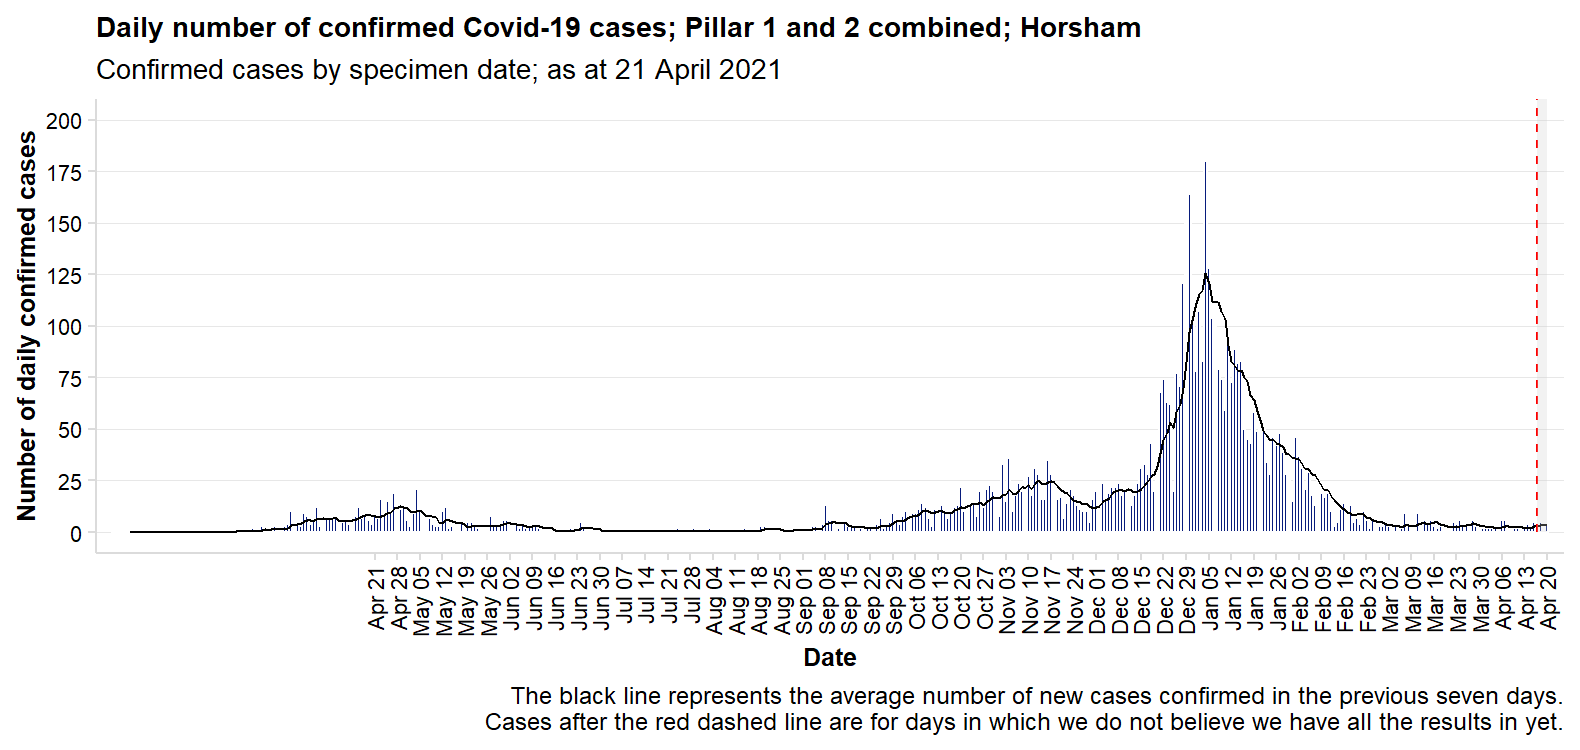 Daily number of confirmed Covid-19 cases; Pillar 1 and 2 combined; Horsham
Confirmed cases by specimen date; as at 21 April 2021
Number of daily confirmed cases
200
175
150
125
100
75
50
25
0
Apr 21
Apr 28
May 05
May 12
May 19
May 26
Jun 02
Jun 09
Jun 16
Jun 23
Jun 30
Jul 07
Jul 14
Jul 21
Jul 28
Aug 04
Aug 11
Aug 18
Aug 25
Sep 01
Sep 08
Sep 15
Sep 22
Sep 29
Oct 06
Oct 13
Oct 20
Oct 27
Nov 03
Nov 10
Nov 17
Nov 24
Dec 01
Dec 08
Dec 15
Dec 22
Dec 29
Jan 05
Jan 12
Jan 19
Jan 26
Feb 02
Feb 09
Feb 16
Feb 23
Mar 02
Mar 09
Mar 16
Mar 23
Mar 30
Apr 06
Apr 13
Apr 20
Date
The black line represents the average number of new cases confirmed in the previous seven days.
Cases after the red dashed line are for days in which we do not believe we have all the results in yet.